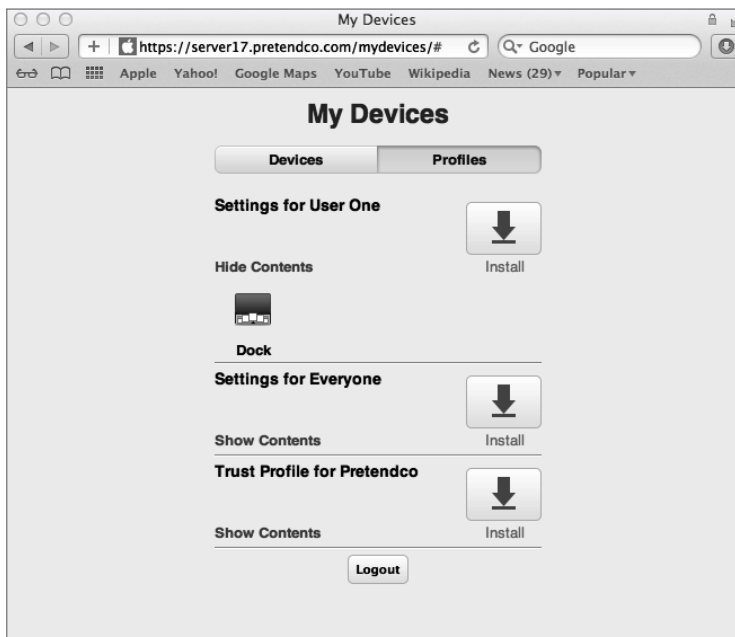 My Devices
https://server17.pretendco.com/mydevices/#
Google
Apple Yahoo! Google Maps YouTube Wikipedia News (29) Popular
My Devices
Devices Profiles
Settings for User One
Hide Contents Install
Dock
Settings for Everyone
Show Contents Install
Trust Profile for Pretendco
Show Contents Install
Logout